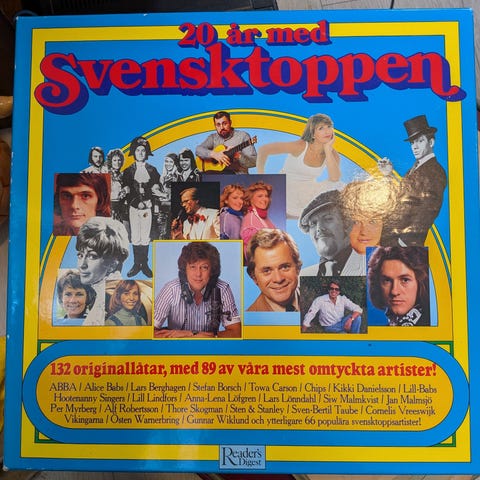 20 år med
Svensktoppen
132 originallåtar, med 89 av våra mest omtyckta artister!
ABBA / Alice Babs / Lars Berghagen / Stefan Borsch / Towa Carson / Chips / Kikki Danielsson / Lill-Babs
Hootenanny Singers / Lill Lindfors / Anna-Lena Löfgren / Lars Lönndahl / Siw Malmkvist / Jan Malmsjö
Per Myrberg / Alf Robertson / Thore Skogman / Sten & Stanley / Sven-Bertil Taube / Cornelis Vreeswijk
Vikingarna / Östen Warnerbring / Gunnar Wiklund och ytterligare 66 populära svensktoppsartister!
Reader's
Digest